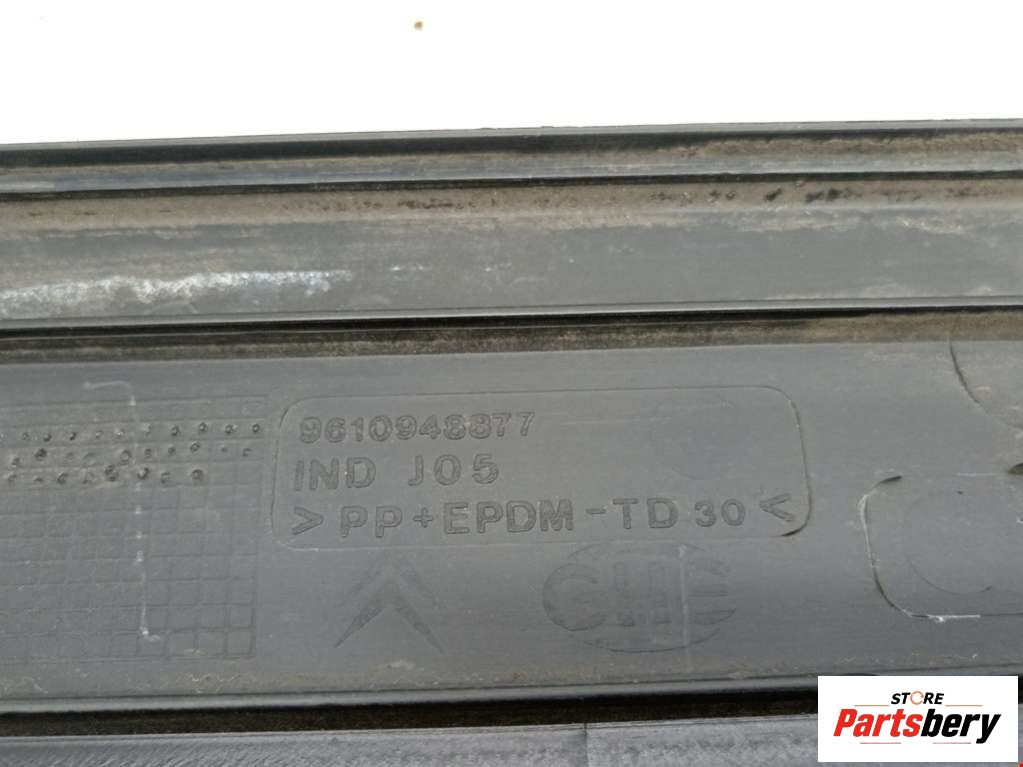 9610948877
IND J05
>PP+EPDM-TD30<
STORE
Partsbery